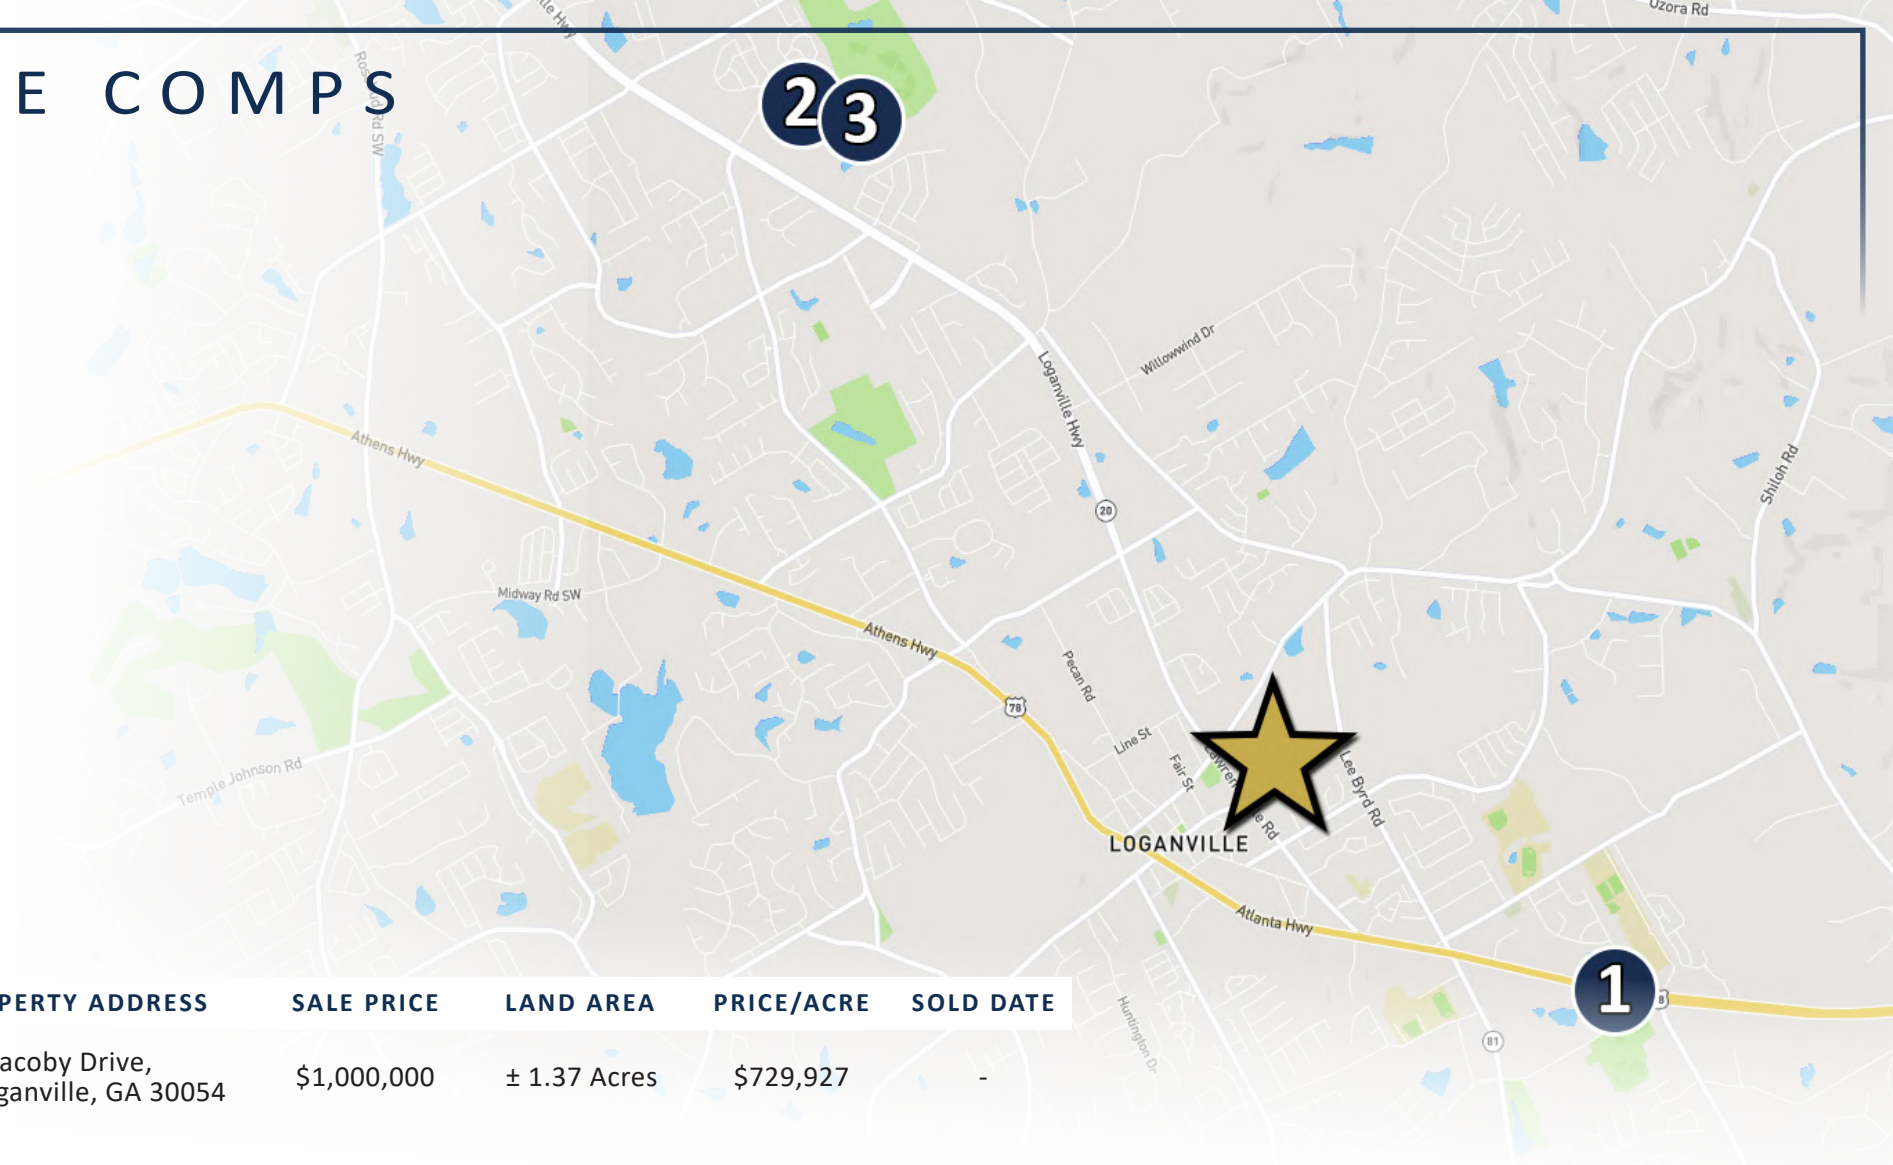 Ozora Rd
E COMPS
2
3
Willowwind Dr
Loganville Hwy
Athens Hwy
Shiloh Rd
20
Midway Rd SW
Athens Hwy
Pecan Rd
78
Line St
Fair St
Lee Byrd Rd
Temple Johnson Rd
LOGANVILLE
Atlanta Hwy
1
81
Huntington Dr
PERTY ADDRESS SALE PRICE LAND AREA PRICE/ACRE SOLD DATE
acoby Drive,
ganville, GA 30054 $1,000,000 ± 1.37 Acres $729,927 -